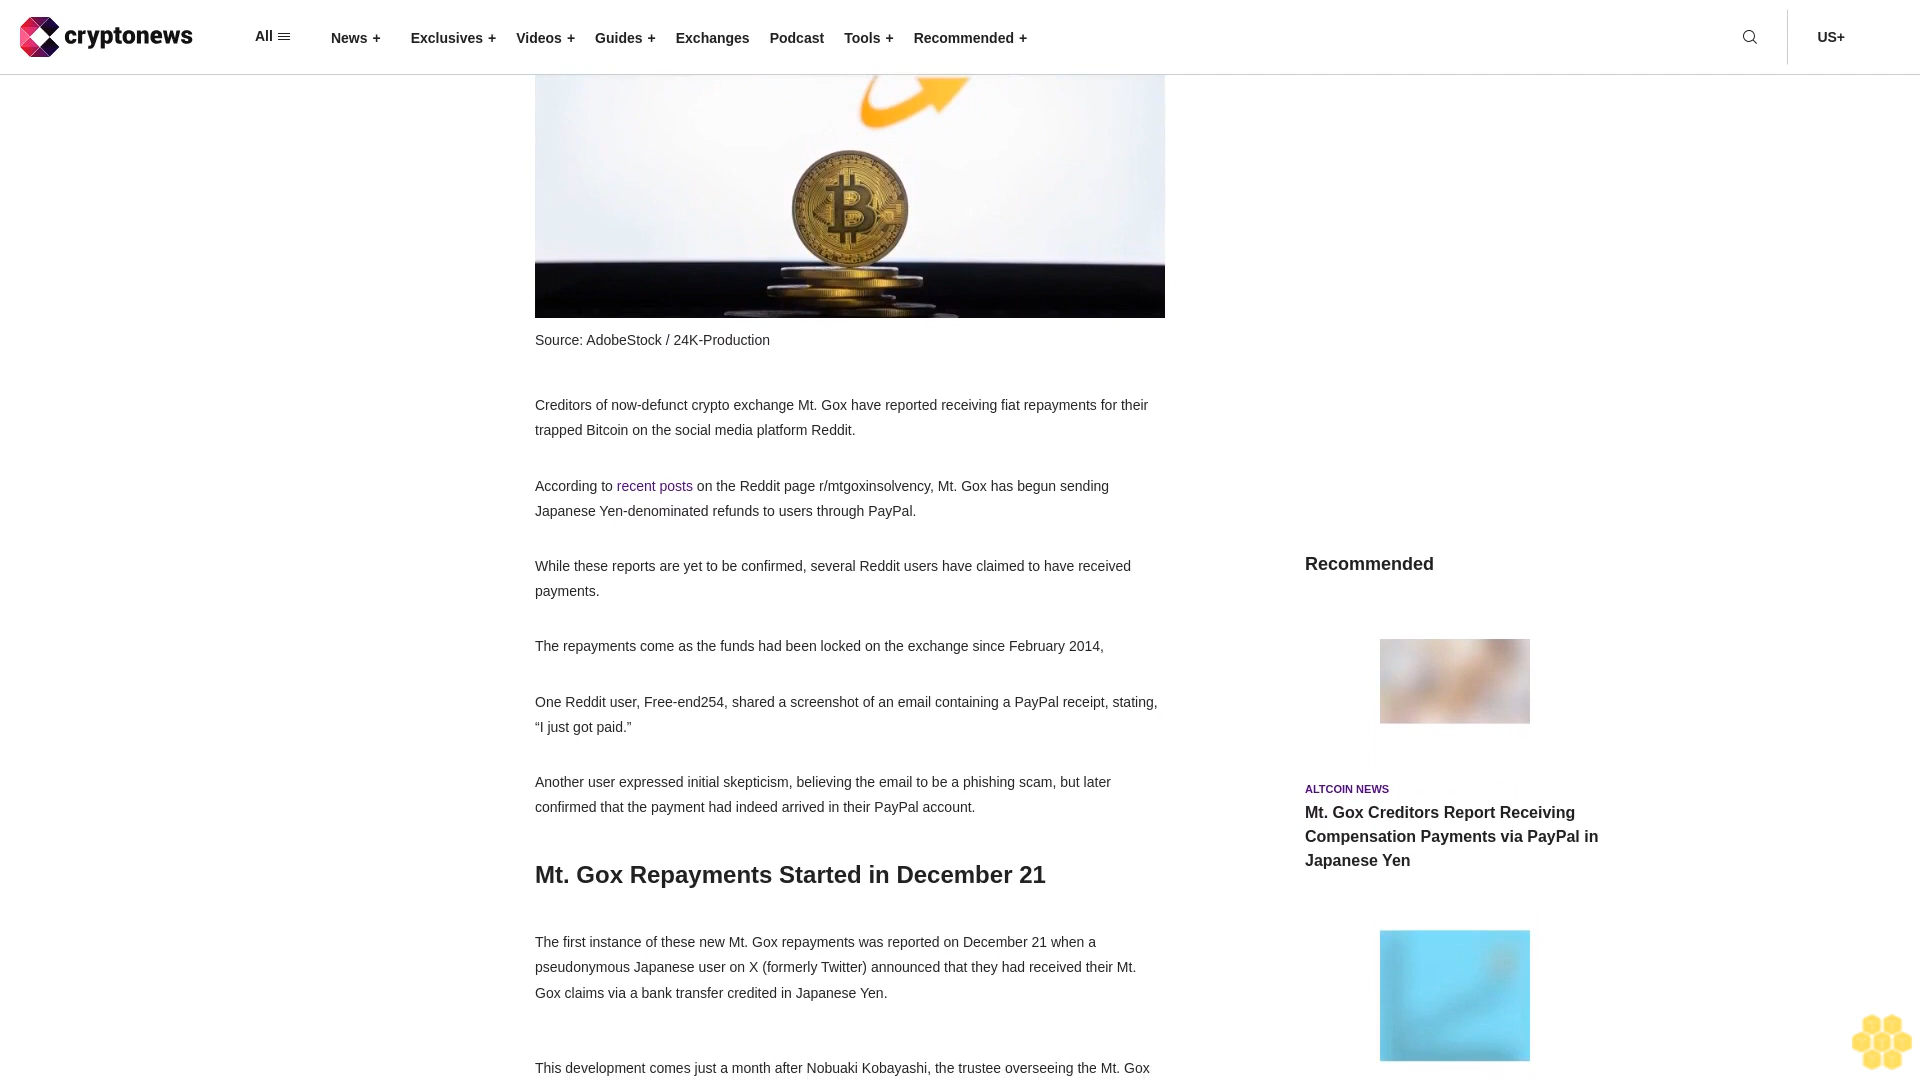 cryptonews
All
News +
Exclusives +
Videos +
Guides +
Exchanges
Podcast
Tools +
Recommended +
US+
Source: AdobeStock / 24K-Production
Creditors of now-defunct crypto exchange Mt. Gox have reported receiving fiat repayments for their
trapped Bitcoin on the social media platform Reddit.
According to recent posts on the Reddit page r/mtgoxinsolvency, Mt. Gox has begun sending
Japanese Yen-denominated refunds to users through PayPal.
While these reports are yet to be confirmed, several Reddit users have claimed to have received
payments.
The repayments come as the funds had been locked on the exchange since February 2014,
One Reddit user, Free-end254, shared a screenshot of an email containing a PayPal receipt, stating,
“I just got paid.”
Another user expressed initial skepticism, believing the email to be a phishing scam, but later
confirmed that the payment had indeed arrived in their PayPal account.
Mt. Gox Repayments Started in December 21
The first instance of these new Mt. Gox repayments was reported on December 21 when a
pseudonymous Japanese user on X (formerly Twitter) announced that they had received their Mt.
Gox claims via a bank transfer credited in Japanese Yen.
This development comes just a month after Nobuaki Kobayashi, the trustee overseeing the Mt. Gox
Recommended
ALTCOIN NEWS
Mt. Gox Creditors Report Receiving
Compensation Payments via PayPal in
Japanese Yen